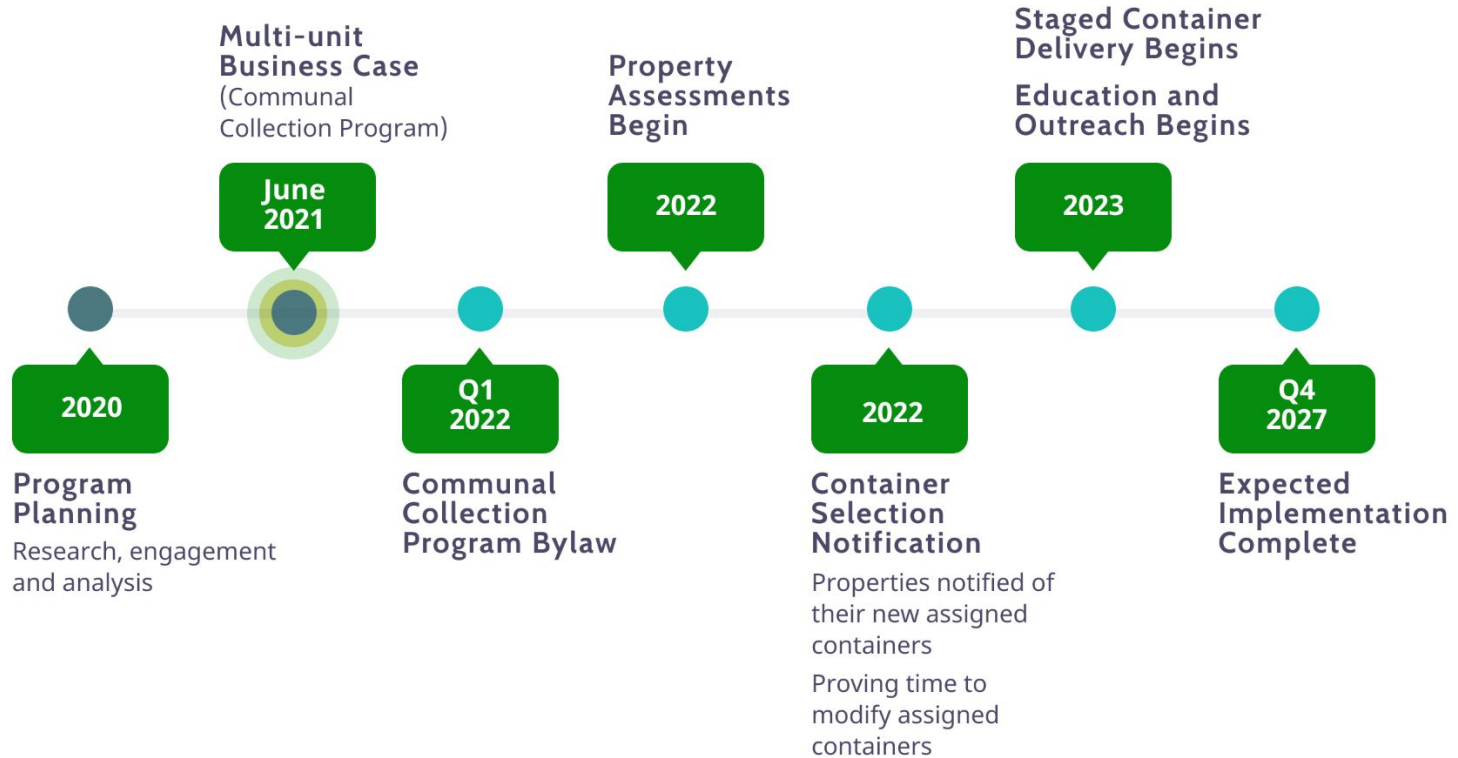 2020
Program
Planning
Research, engagement
and analysis
Multi-unit
Business Case
(Communal
Collection Program)
June
2021
Q1
2022
Communal
Collection
Program Bylaw
Property
Assessments
Begin
2022
2022
Container
Selection
Notification
Properties notified of
their new assigned
containers
Proving time to
modify assigned
containers
Staged Container
Delivery Begins
Education and
Outreach Begins
2023
Q4
2027
Expected
Implementation
Complete